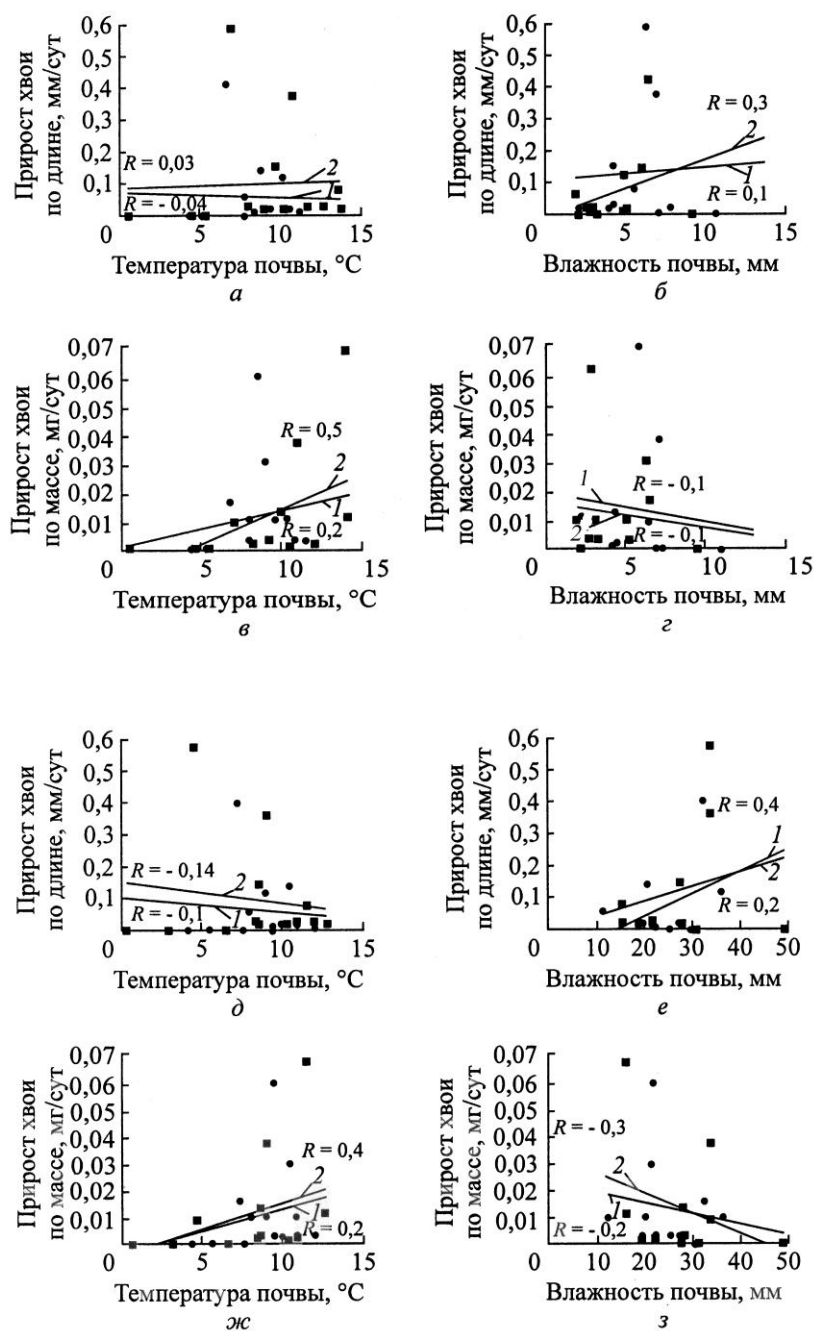 Прирост хвои
по длине, мм/сут
0,6
0,5
0,4
0,3
0,2
0,1
R = 0,03
R = - 0,04
2
1
0
5
10
15
Температура почвы, °C
а
Прирост хвои
по длине, мм/сут
0,6
0,5
0,4
0,3
0,2
0,1
R = 0,3
2
1
R = 0,1
0
5
10
15
Влажность почвы, мм
б
Прирост хвои
по массе, мг/сут
0,07
0,06
0,05
0,04
0,03
0,02
0,01
R = 0,5
2
1
R = 0,2
0
5
10
15
Температура почвы, °C
в
Прирост хвои
по массе, мг/сут
0,07
0,06
0,05
0,04
0,03
0,02
0,01
1
R = - 0,1
2
R = - 0,1
0
5
10
15
Влажность почвы, мм
г
Прирост хвои
по длине, мм/сут
0,6
0,5
0,4
0,3
0,2
0,1
R = - 0,14
2
R = - 0,1
1
0
5
10
15
Температура почвы, °C
д
Прирост хвои
по длине, мм/сут
0,6
0,5
0,4
0,3
0,2
0,1
R = 0,4
1
2
R = 0,2
0
10
20
30
40
50
Влажность почвы, мм
е
Прирост хвои
по массе, мг/сут
0,07
0,06
0,05
0,04
0,03
0,02
0,01
R = 0,4
2
1
R = 0,2
0
5
10
15
Температура почвы, °C
ж
Прирост хвои
по массе, мг/сут
0,07
0,06
0,05
0,04
0,03
0,02
0,01
R = - 0,3
2
1
R = - 0,2
0
10
20
30
40
50
Влажность почвы, мм
з